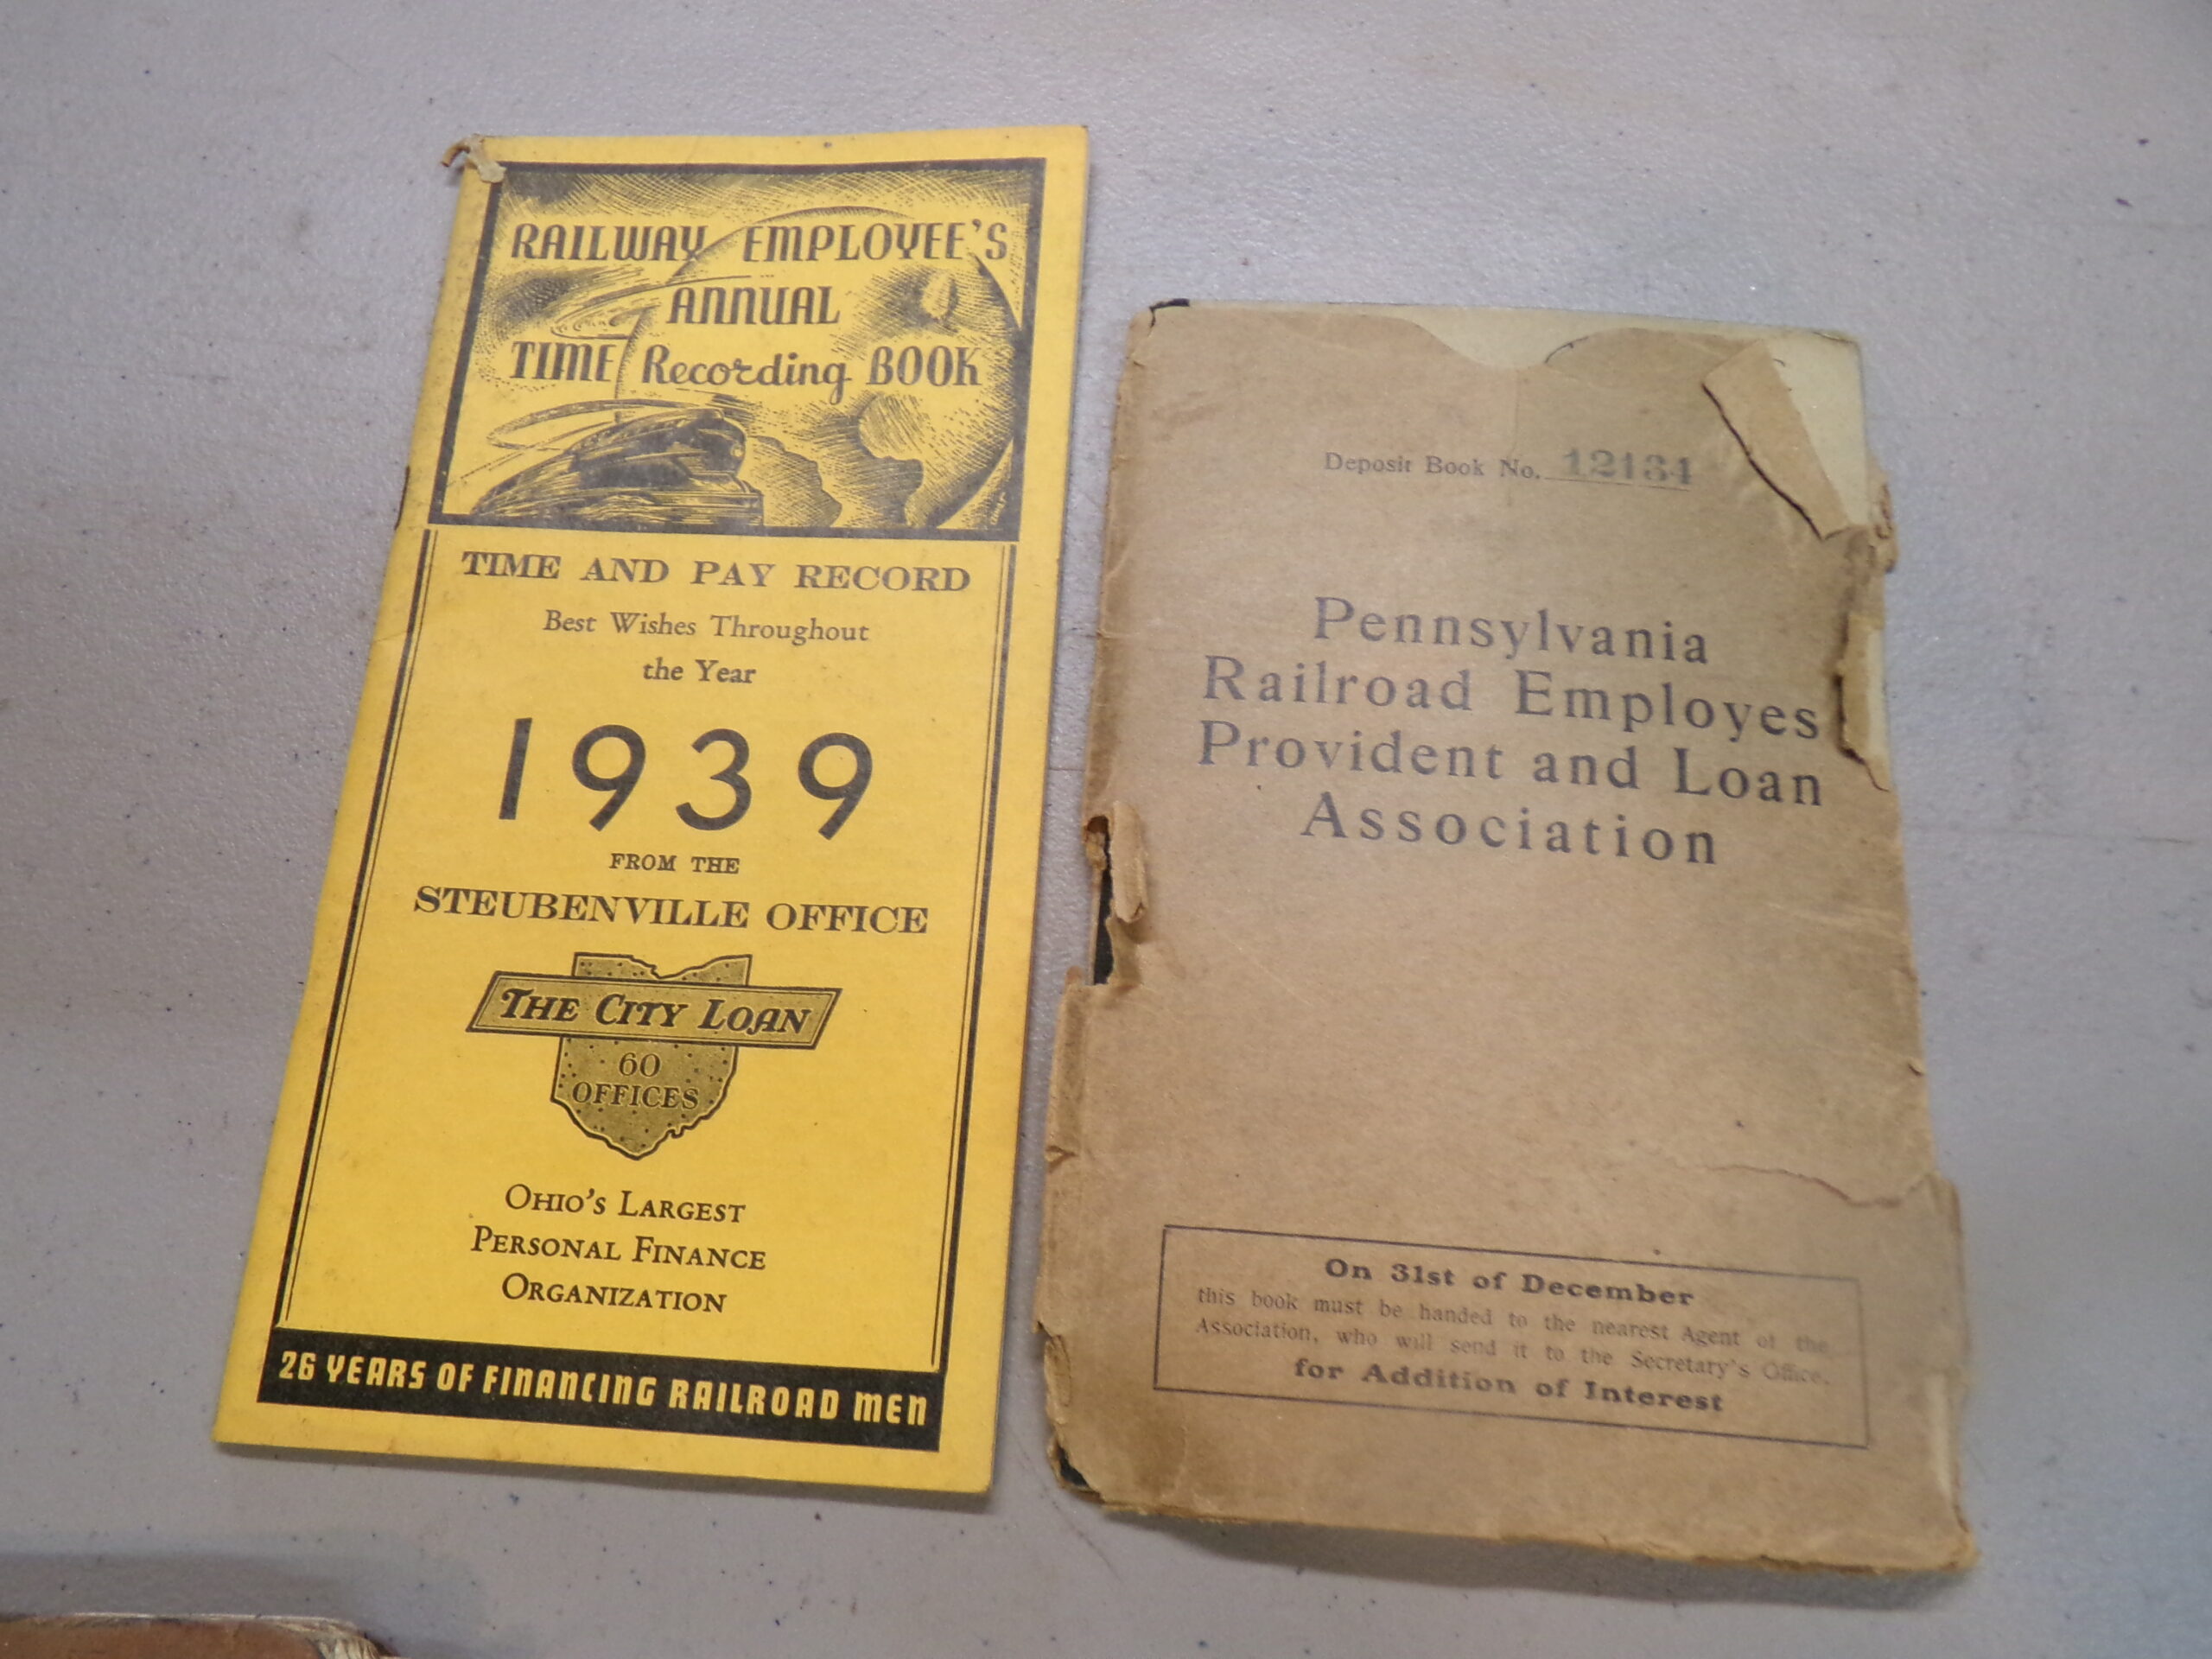 RAILWAY EMPLOYEE'S
ANNUAL
TIME Recording BOOK
TIME AND PAY RECORD
Best Wishes Throughout
the Year
1939
FROM THE
STEUBENVILLE OFFICE
THE CITY LOAN
60
OFFICES
OHIO'S LARGEST
PERSONAL FINANCE
ORGANIZATION
26 YEARS OF FINANCING RAILROAD MEN
Deposit Book No. 12134
Pennsylvania
Railroad Employes
Provident and Loan
Association
On 31st of December
this book must be handed to the nearest Agent of the
Association, who will send it to the Secretary's Office,
for Addition of Interest